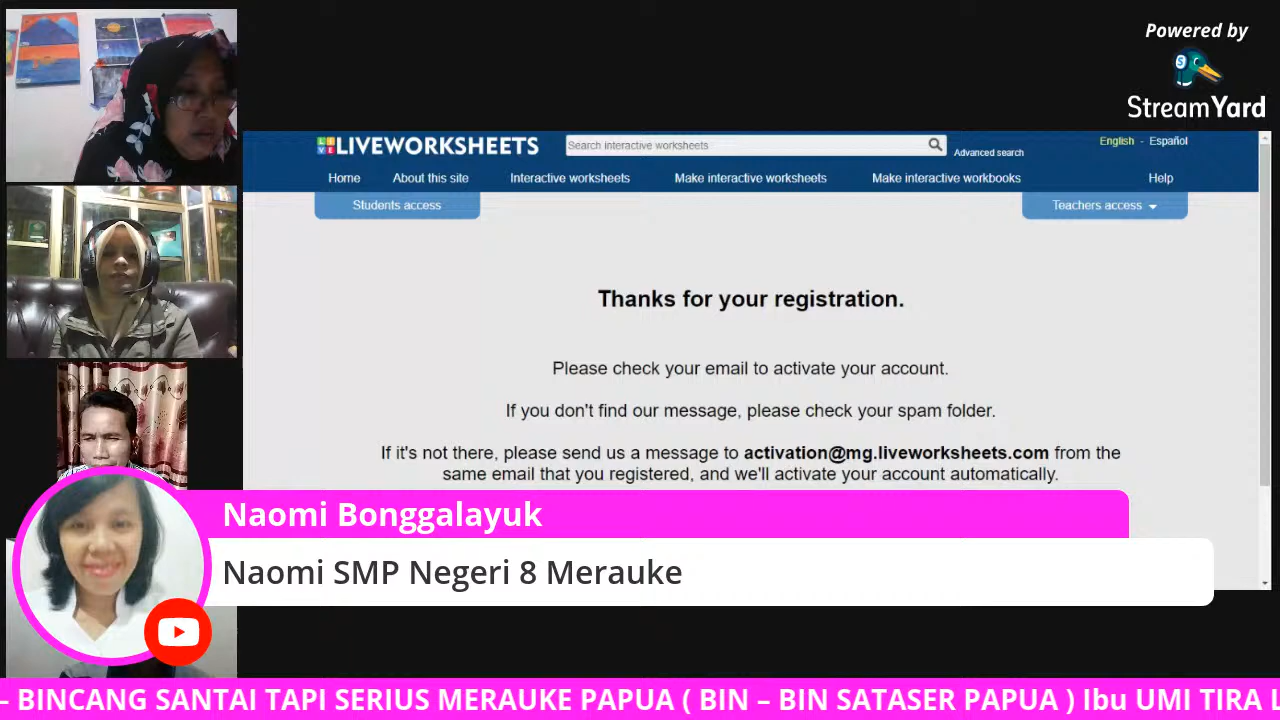 Powered by
StreamYard
LIVEWORKSHEETS
Search interactive worksheets
Advanced search
English - Español
Home
About this site
Interactive worksheets
Make interactive worksheets
Make interactive workbooks
Help
Students access
Teachers access
Thanks for your registration.
Please check your email to activate your account.
If you don't find our message, please check your spam folder.
If it's not there, please send us a message to activation@mg.liveworksheets.com from the
same email that you registered, and we'll activate your account automatically.
Naomi Bonggalayuk
Naomi SMP Negeri 8 Merauke
– BINCANG SANTAI TAPI SERIUS MERAUKE PAPUA ( BIN – BIN SATASER PAPUA ) Ibu UMI TIRA